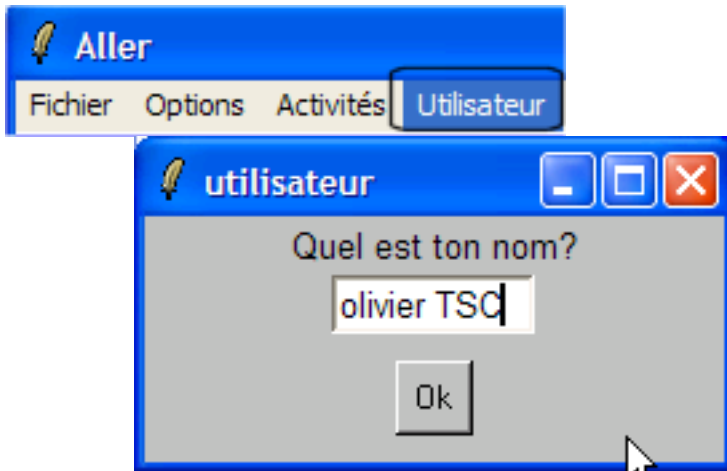 Aller
Fichier Options Activités Utilisateur
utilisateur
Quel est ton nom?
olivier TSC
Ok